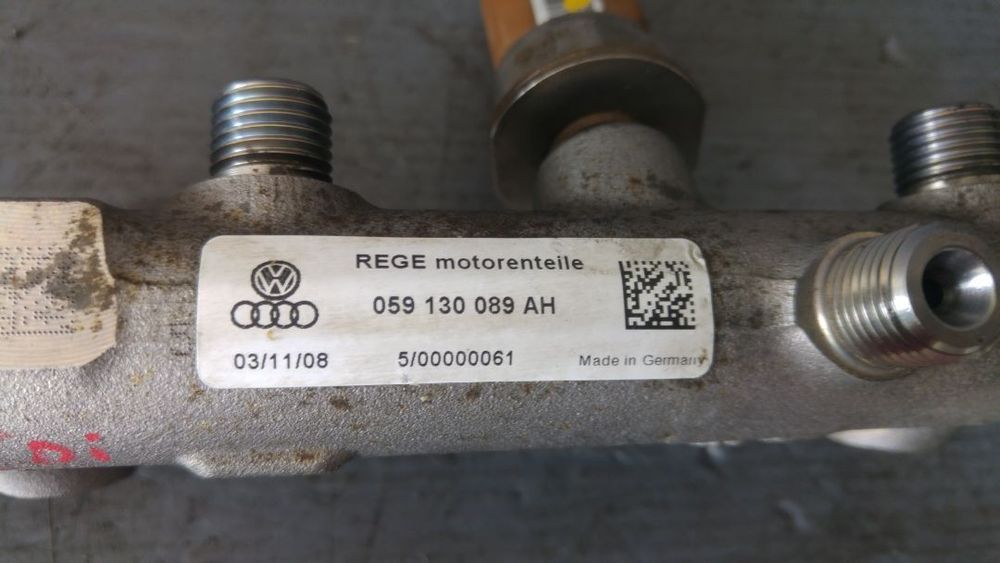 REGE motorenteile
059 130 089 AH
03/11/08 5/00000061 Made in Germany